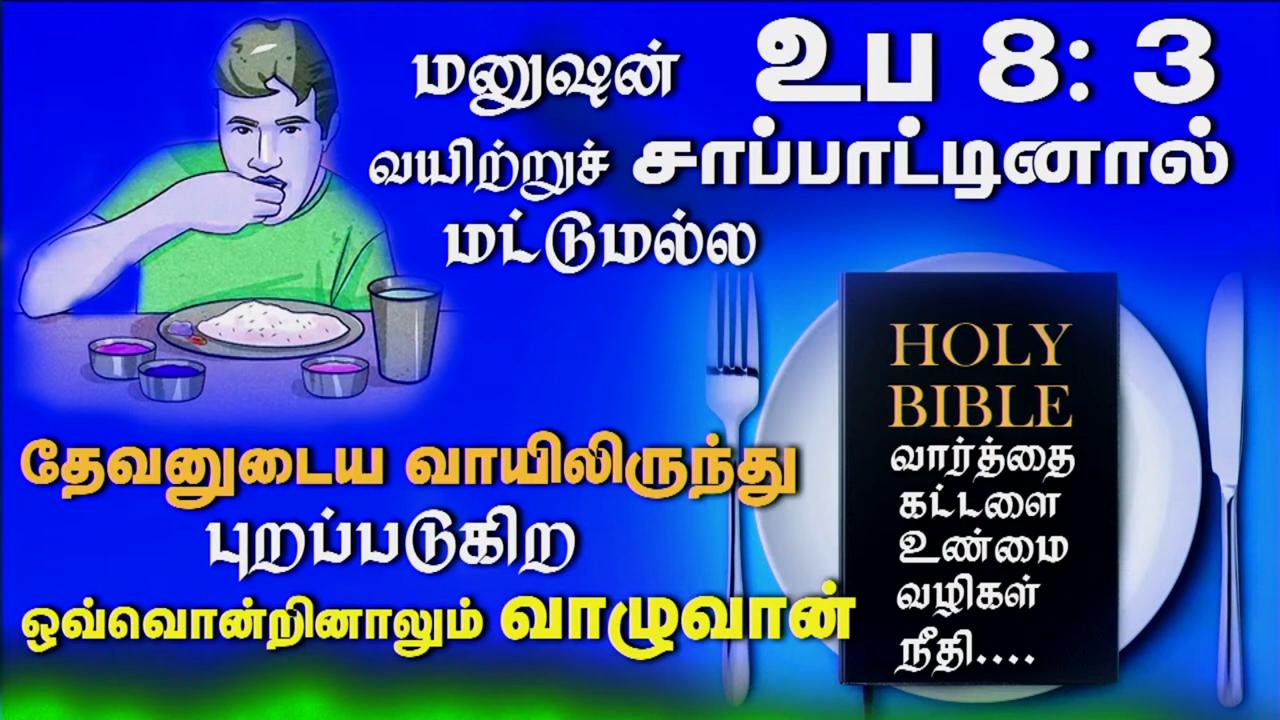 மனுஷன் உப 8: 3
வயிற்றுச் சாப்பாட்டினால்
மட்டுமல்ல
தேவனுடைய வாயிலிருந்து
புறப்படுகிற
ஒவ்வொன்றினாலும் வாழுவான்
HOLY
BIBLE
வார்த்தை
கட்டளை
உண்மை
வழிகள்
நீதி....